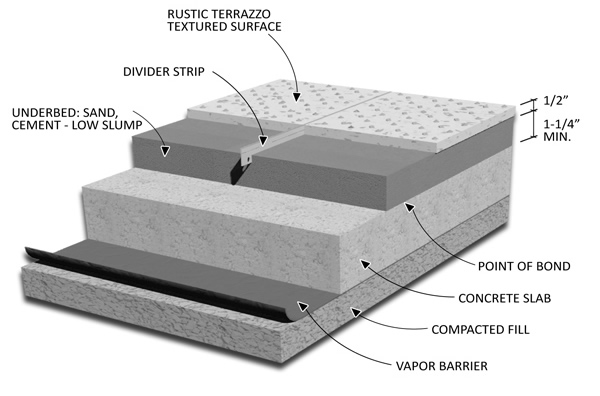 RUSTIC TERRAZZO
TEXTURED SURFACE
DIVIDER STRIP
UNDERBED: SAND,
CEMENT - LOW SLUMP
1/2”
1-1/4”
MIN.
POINT OF BOND
CONCRETE SLAB
COMPACTED FILL
VAPOR BARRIER